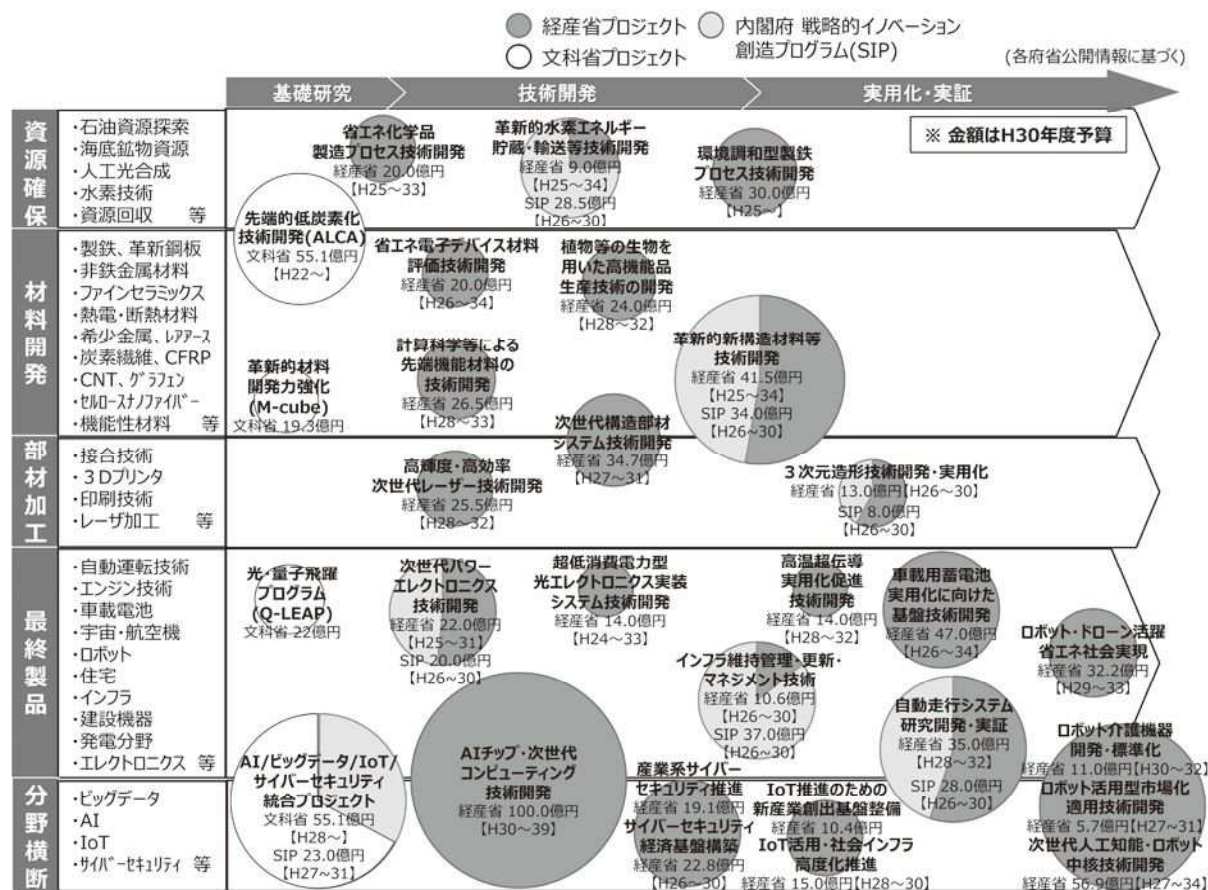 経産省プロジェクト
文科省プロジェクト
内閣府 戦略的イノベーション
創造プログラム(SIP)
(各府省公開情報に基づく)
基礎研究
技術開発
実用化・実証
※ 金額はH30年度予算
資源確保
・石油資源探索
・海底鉱物資源
・人工光合成
・水素技術
・資源回収 等
省エネ化学品
製造プロセス技術開発
経産省 20.0億円
【H25～33】
革新的水素エネルギー
貯蔵・輸送等技術開発
経産省 9.0億円
【H25～34】
SIP 28.5億円
【H26～30】
環境調和型製鉄
プロセス技術開発
経産省 30.0億円
【H25～】
先端的低炭素化
技術開発(ALCA)
文科省 55.1億円
【H22～】
材料開発
・製鉄、革新鋼板
・非鉄金属材料
・ファインセラミックス
・熱電・断熱材料
・希少金属、レアアース
・炭素繊維、CFRP
・CNT、グラフェン
・セルロースナノファイバー
・機能性材料 等
省エネ電子デバイス材料
評価技術開発
経産省 20.0億円
【H26～34】
植物等の生物を
用いた高機能品
生産技術の開発
経産省 24.0億円
【H28～32】
革新的新構造材料等
技術開発
経産省 41.5億円
【H25～34】
SIP 34.0億円
【H26～30】
革新的材料
開発力強化
(M-cube)
文科省 19.3億円
計算科学等による
先端機能材料の
技術開発
経産省 26.5億円
【H28～33】
次世代構造部材
システム技術開発
経産省 34.7億円
【H27～31】
部材加工
・接合技術
・３Dプリンタ
・印刷技術
・レーザ加工 等
高輝度・高効率
次世代レーザー技術開発
経産省 25.5億円
【H28～32】
３次元造形技術開発・実用化
経産省 13.0億円【H26～30】
SIP 8.0億円
【H26～30】
最終製品
・自動運転技術
・エンジン技術
・車載電池
・宇宙・航空機
・ロボット
・住宅
・インフラ
・建設機器
・発電分野
・エレクトロニクス 等
光・量子飛躍
プログラム
(Q-LEAP)
文科省 22億円
次世代パワー
エレクトロニクス
技術開発
経産省 22.0億円
【H25～31】
SIP 20.0億円
【H26～30】
超低消費電力型
光エレクトロニクス実装
システム技術開発
経産省 14.0億円
【H24～33】
高温超伝導
実用化促進
技術開発
経産省 14.0億円
【H28～32】
車載用蓄電池
実用化に向けた
基盤技術開発
経産省 47.0億円
【H26～34】
ロボット・ドローン活躍
省エネ社会実現
経産省 32.2億円
【H29～33】
インフラ維持管理・更新・
マネジメント技術
経産省 10.6億円
【H26～30】
SIP 37.0億円
【H26～30】
自動走行システム
研究開発・実証
経産省 35.0億円
【H28～32】
SIP 28.0億円
【H26～30】
ロボット介護機器
開発・標準化
経産省 11.0億円【H30～32】
ロボット活用型市場化
適用技術開発
経産省 5.7億円【H27～31】
次世代人工知能・ロボット
中核技術開発
経産省 56.9億円【H27～34】
AI/ビッグデータ/IoT/
サイバーセキュリティ
統合プロジェクト
文科省 55.1億円
【H28～】
SIP 23.0億円
【H27～31】
AIチップ・次世代
コンピューティング
技術開発
経産省 100.0億円
【H30～39】
分野横断
・ビッグデータ
・AI
・IoT
・サイバーセキュリティ 等
産業系サイバー
セキュリティ推進
経産省 19.1億円
サイバーセキュリティ
経済基盤構築
経産省 22.8億円
【H26～30】
IoT推進のための
新産業創出基盤整備
経産省 10.4億円
IoT活用・社会インフラ
高度化推進
経産省 15.0億円【H28～30】